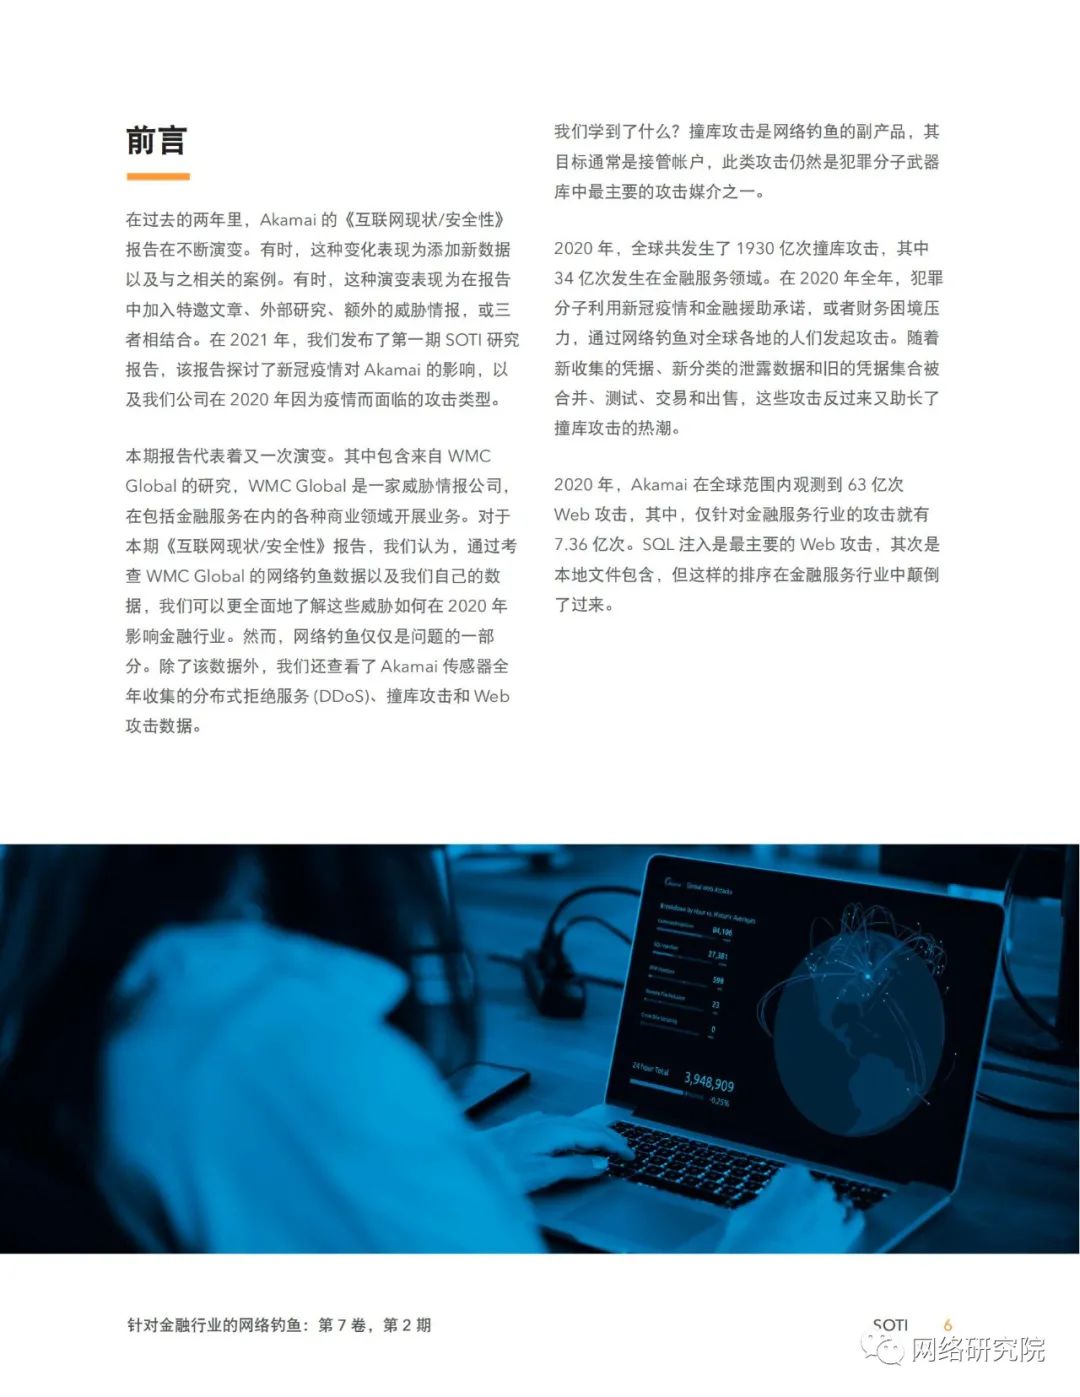 前言
在过去的两年里，Akamai 的《互联网现状/安全性》
报告在不断演变。有时，这种变化表现为添加新数据
以及与之相关的案例。有时，这种演变表现为在报告
中加入特邀文章、外部研究、额外的威胁情报，或三
者相结合。在 2021 年，我们发布了第一期 SOTI 研究
报告，该报告探讨了新冠疫情对 Akamai 的影响，以
及我们公司在 2020 年因为疫情而面临的攻击类型。
本期报告代表着又一次演变。其中包含来自 WMC
Global 的研究，WMC Global 是一家威胁情报公司，
在包括金融服务在内的各种商业领域开展业务。对于
本期《互联网现状/安全性》报告，我们认为，通过考
查 WMC Global 的网络钓鱼数据以及我们自己的数
据，我们可以更全面地了解这些威胁如何在 2020 年
影响金融行业。然而，网络钓鱼仅仅是问题的一部
分。除了该数据外，我们还查看了 Akamai 传感器全
年收集的分布式拒绝服务 (DDoS)、撞库攻击和 Web
攻击数据。
我们学到了什么？撞库攻击是网络钓鱼的副产品，其
目标通常是接管帐户，此类攻击仍然是犯罪分子武器
库中最主要的攻击媒介之一。
2020 年，全球共发生了 1930 亿次撞库攻击，其中
34 亿次发生在金融服务领域。在 2020 年全年，犯罪
分子利用新冠疫情和金融援助承诺，或者财务困境压
力，通过网络钓鱼对全球各地的人们发起攻击。随着
新收集的凭据、新分类的泄露数据和旧的凭据集合被
合并、测试、交易和出售，这些攻击反过来又助长了
撞库攻击的热潮。
2020 年，Akamai 在全球范围内观测到 63 亿次
Web 攻击，其中，仅针对金融服务行业的攻击就有
7.36 亿次。SQL 注入是最主要的 Web 攻击，其次是
本地文件包含，但这样的排序在金融服务行业中颠倒
了过来。
Global Web Attacks
Breakdown by Hour vs. Historic Averages
84,106
SQL Injection
27,381
598
Remote File Inclusion
23
Cross Site Scripting
0
24 hour Total
3,948,909
-0.25%
针对金融行业的网络钓鱼：第 7 卷，第 2 期
SOTI 6
网络研究院